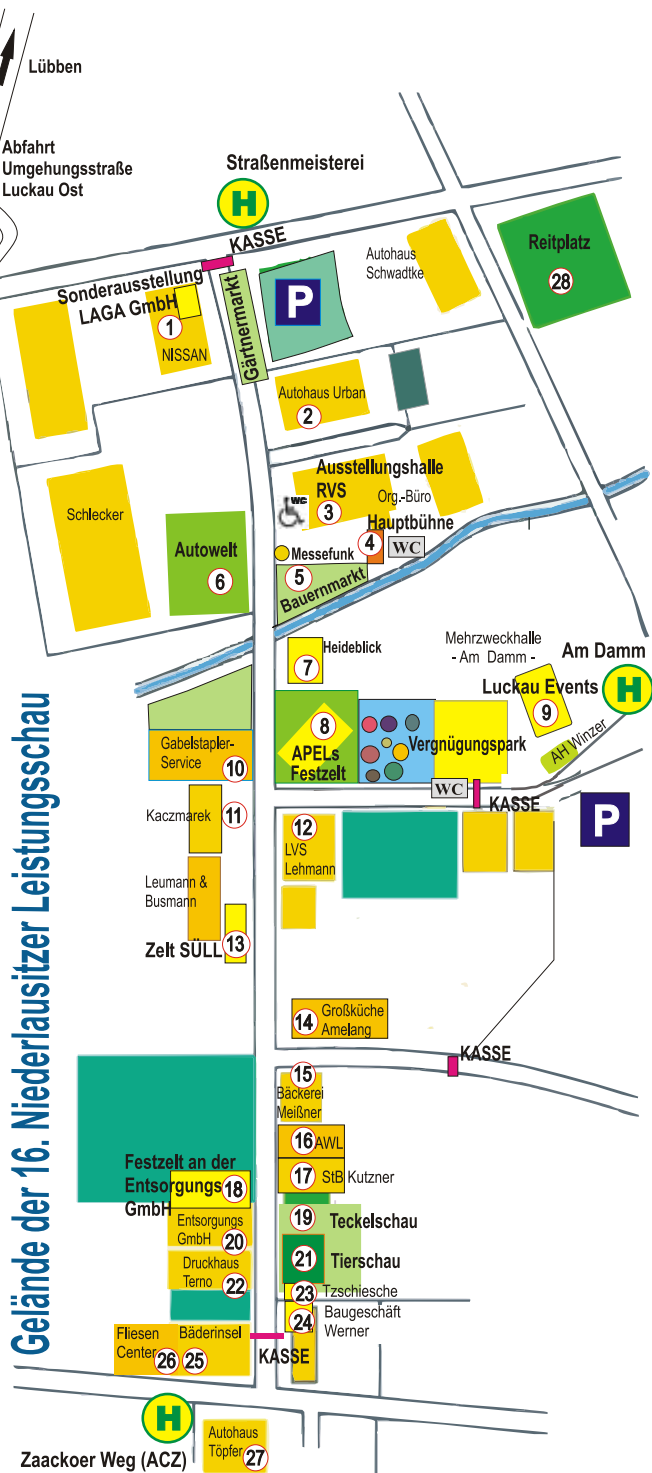 Lübben
Abfahrt
Umgehungsstraße
Luckau Ost
Straßenmeisterei
H
KASSE
Sonderausstellung
LAGA GmbH
1
NISSAN
Gärtnermarkt
P
Autohaus
Schwadtke
Reitplatz
28
Autohaus Urban
2
Ausstellungshalle
RVS
Org.-Büro
WC
3
Hauptbühne
4
WC
Schlecker
Autowelt
6
Messefunk
5
Bauernmarkt
Heideblick
7
Mehrzweckhalle
- Am Damm -
Am Damm
H
Luckau Events
9
AH Winzer
8
APELs
Festzelt
Vergnügungspark
Gabelstapler-
Service
10
WC
KASSE
P
Kaczmarek
11
12
LVS
Lehmann
Leumann &
Busmann
Zelt SÜLL
13
14
Großküche
Amelang
KASSE
15
Bäckerei
Meißner
16 AWL
17 StB Kutzner
Festzelt an der
Entsorgungs
GmbH
18
19 Teckelschau
Entsorgungs
GmbH
20
21 Tierschau
Druckhaus
Terno
22
23 Tzschiesche
24
Baugeschäft
Werner
Fliesen
Center
26
Bäderinsel
25
KASSE
H
Zaackoer Weg (ACZ)
Autohaus
Töpfer
27
Gelände der 16. Niederlausitzer Leistungsschau